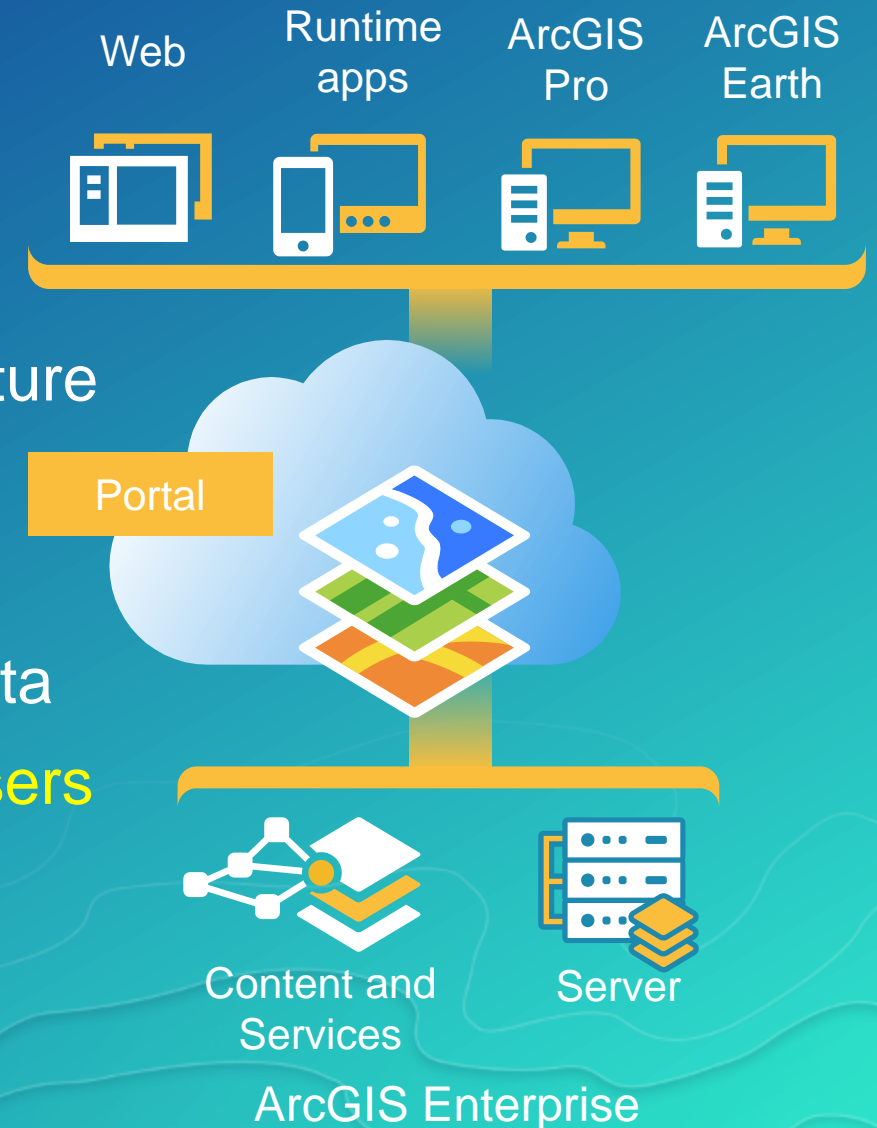 Web
Runtime
apps
ArcGIS
Pro
ArcGIS
Earth
ture
Portal
ta
sers
Content and
Services
Server
ArcGIS Enterprise